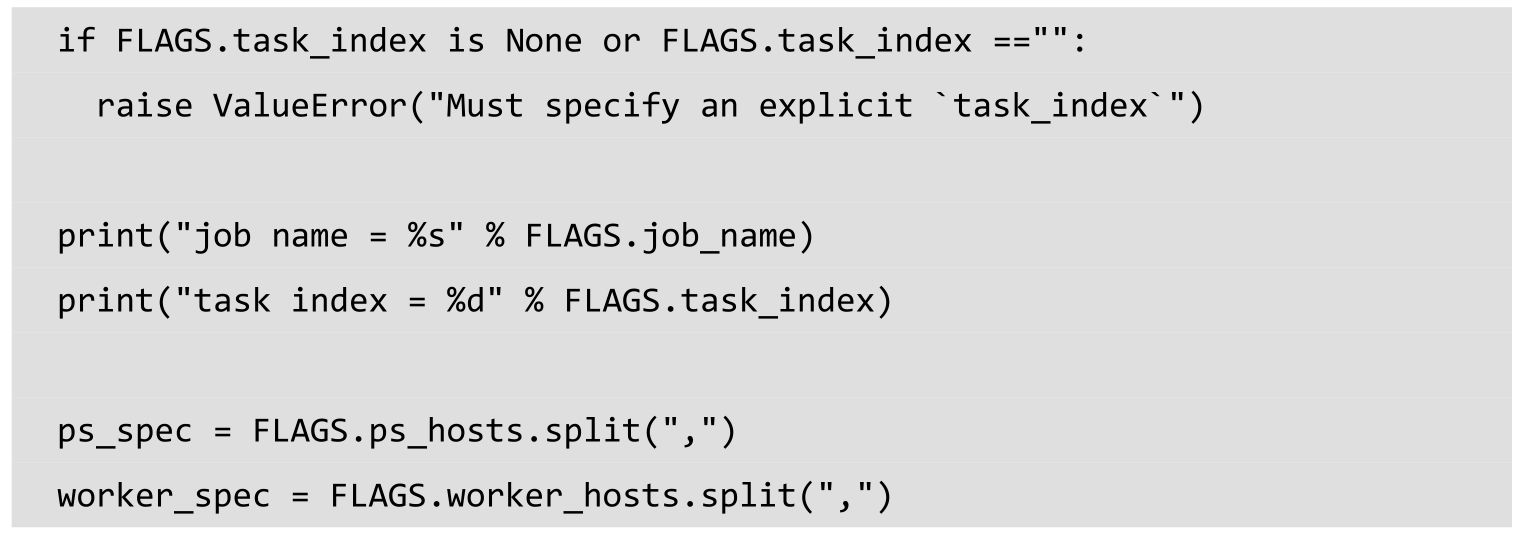 if FLAGS.task_index is None or FLAGS.task_index =="":
  raise ValueError("Must specify an explicit `task_index`")

print("job name = %s" % FLAGS.job_name)
print("task index = %d" % FLAGS.task_index)

ps_spec = FLAGS.ps_hosts.split(",")
worker_spec = FLAGS.worker_hosts.split(",")